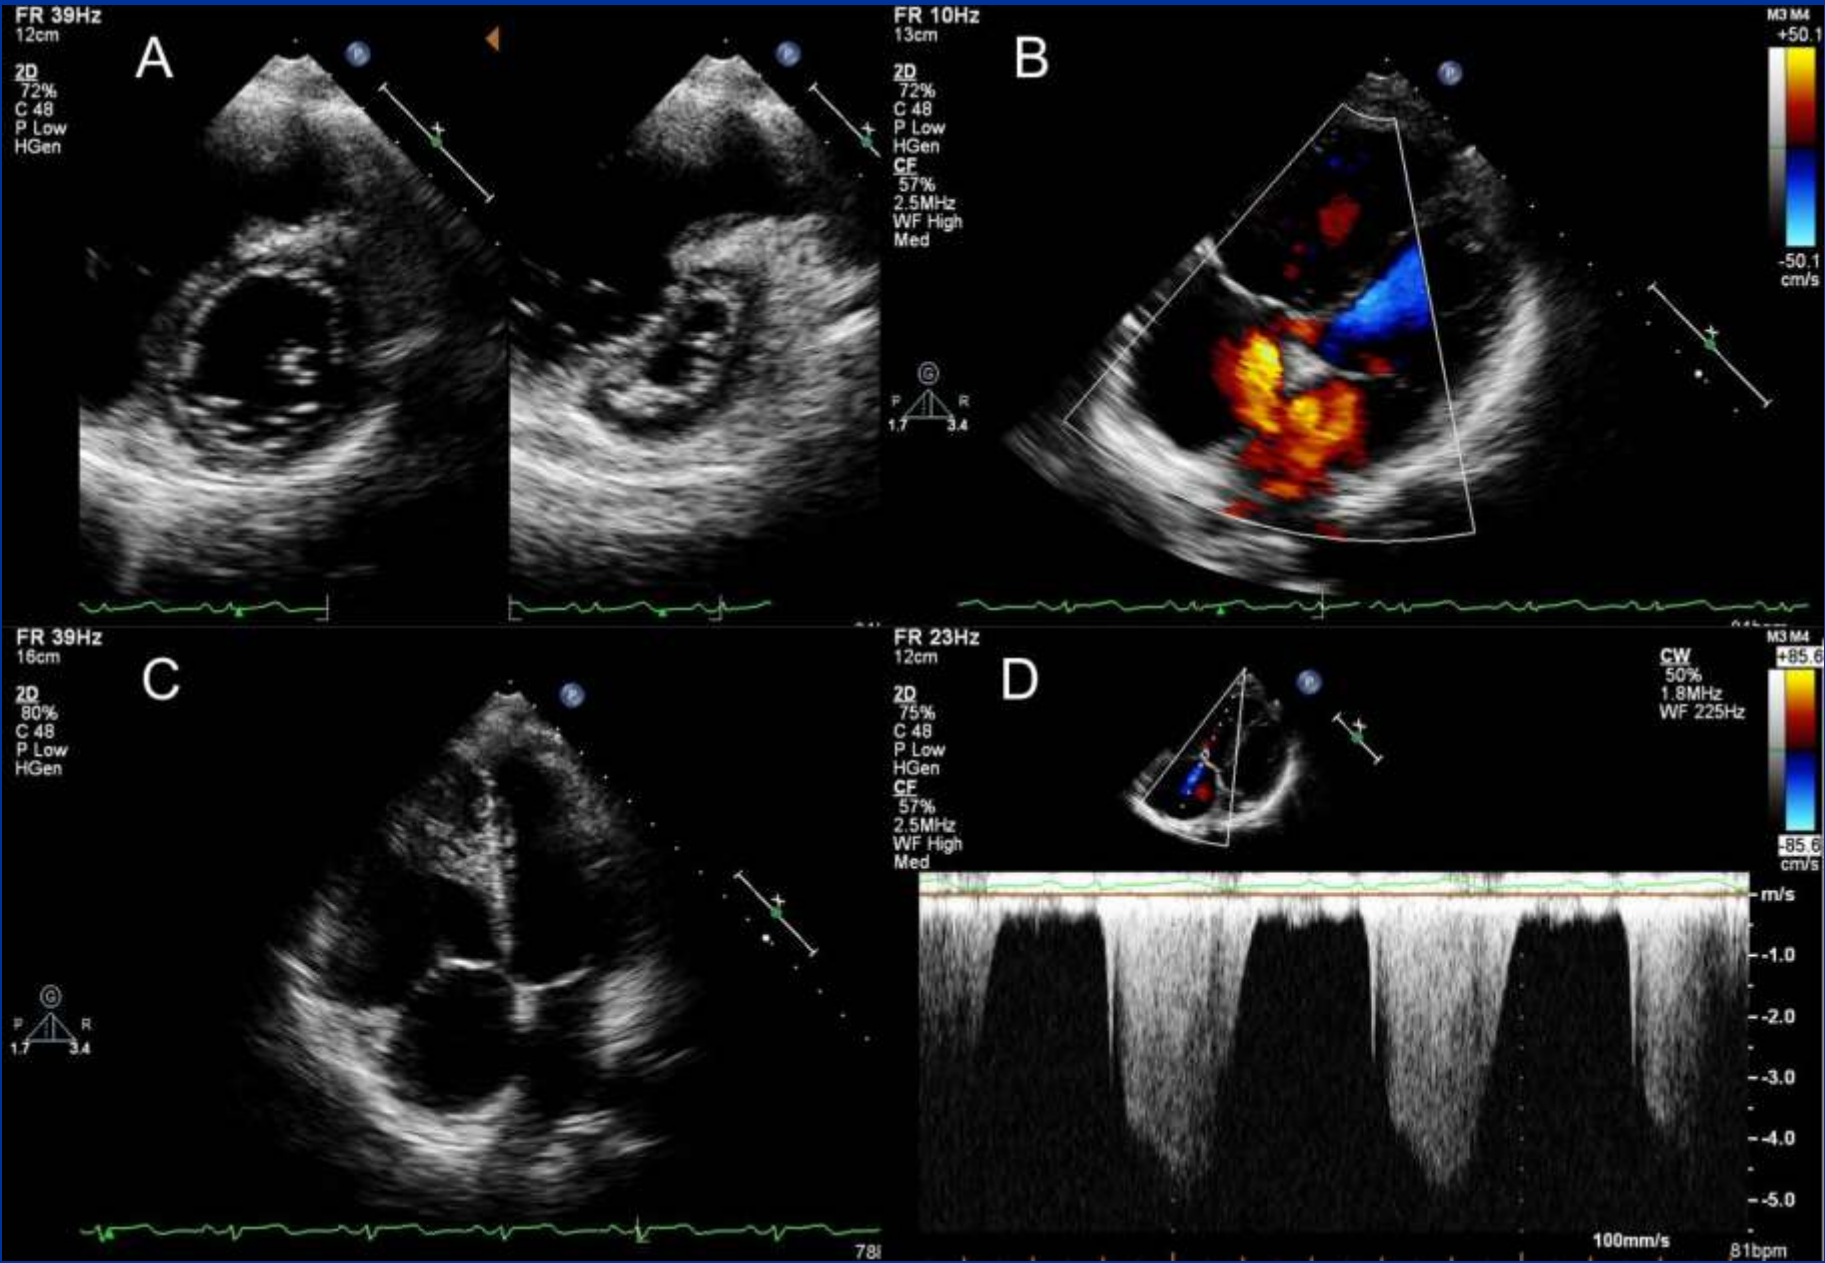 FR 39Hz
12cm
A
P
P
2D
72%
C 48
P Low
HGen
FR 10Hz
13cm
B
P
M3 M4
+50.1
-50.1
cm/s
2D
72%
C 48
P Low
HGen
CF
57%
2.5MHz
WF High
Med
G
P R
1.7 3.4
FR 39Hz
16cm
C
P
2D
80%
C 48
P Low
HGen
G
P R
1.7 3.4
FR 23Hz
12cm
D
P
CW
50%
1.8MHz
WF 225Hz
M3 M4
+85.6
-85.6
cm/s
2D
75%
C 48
P Low
HGen
CF
57%
2.5MHz
WF High
Med
m/s
-1.0
-2.0
-3.0
-4.0
-5.0
100mm/s
81bpm